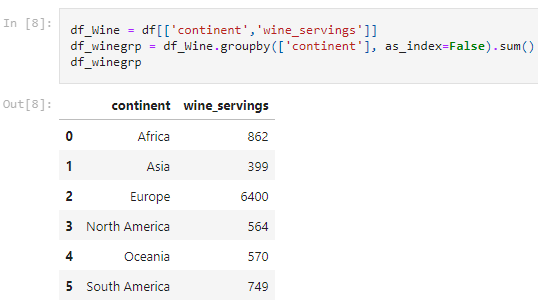 In [8]:
df_Wine = df[['continent','wine_servings']]
df_winegrp = df_Wine.groupby(['continent'], as_index=False).sum()
df_winegrp
Out[8]:
continent wine_servings
0 Africa 862
1 Asia 399
2 Europe 6400
3 North America 564
4 Oceania 570
5 South America 749